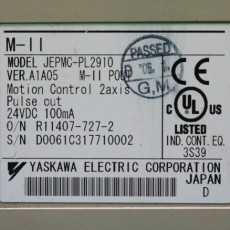 M-II
MODEL JEPMC-PL2910
VER.A1A05 M-II
Motion Control 2axis
Pulse out
24VDC 100mA
O/N R11407-727-2
S/N D0061C317710002
PASSED
G.M.
C UL US
LISTED
IND. CONT. EQ.
3S39
YASKAWA ELECTRIC CORPORATION
JAPAN
D